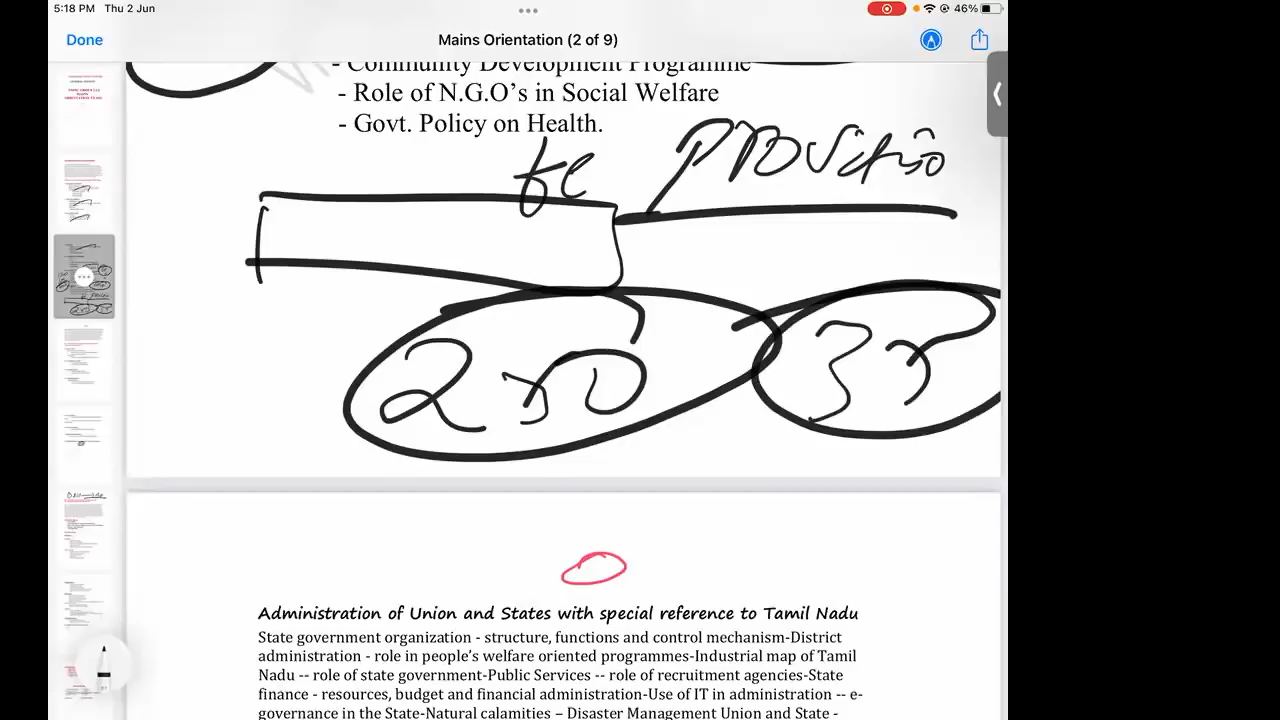 5:18 PM Thu 2 Jun
46%
Done
Mains Orientation (2 of 9)
- Community Development Programme
- Role of N.G.O’s in Social Welfare
- Govt. Policy on Health.
Administration of Union and States with special reference to Tamil Nadu
State government organization - structure, functions and control mechanism-District
administration - role in people’s welfare oriented programmes-Industrial map of Tamil
Nadu -- role of state government-Public Services -- role of recruitment agencies-State
finance - resources, budget and financial administration-Use of IT in administration -- e-
governance in the State-Natural calamities – Disaster Management Union and State -